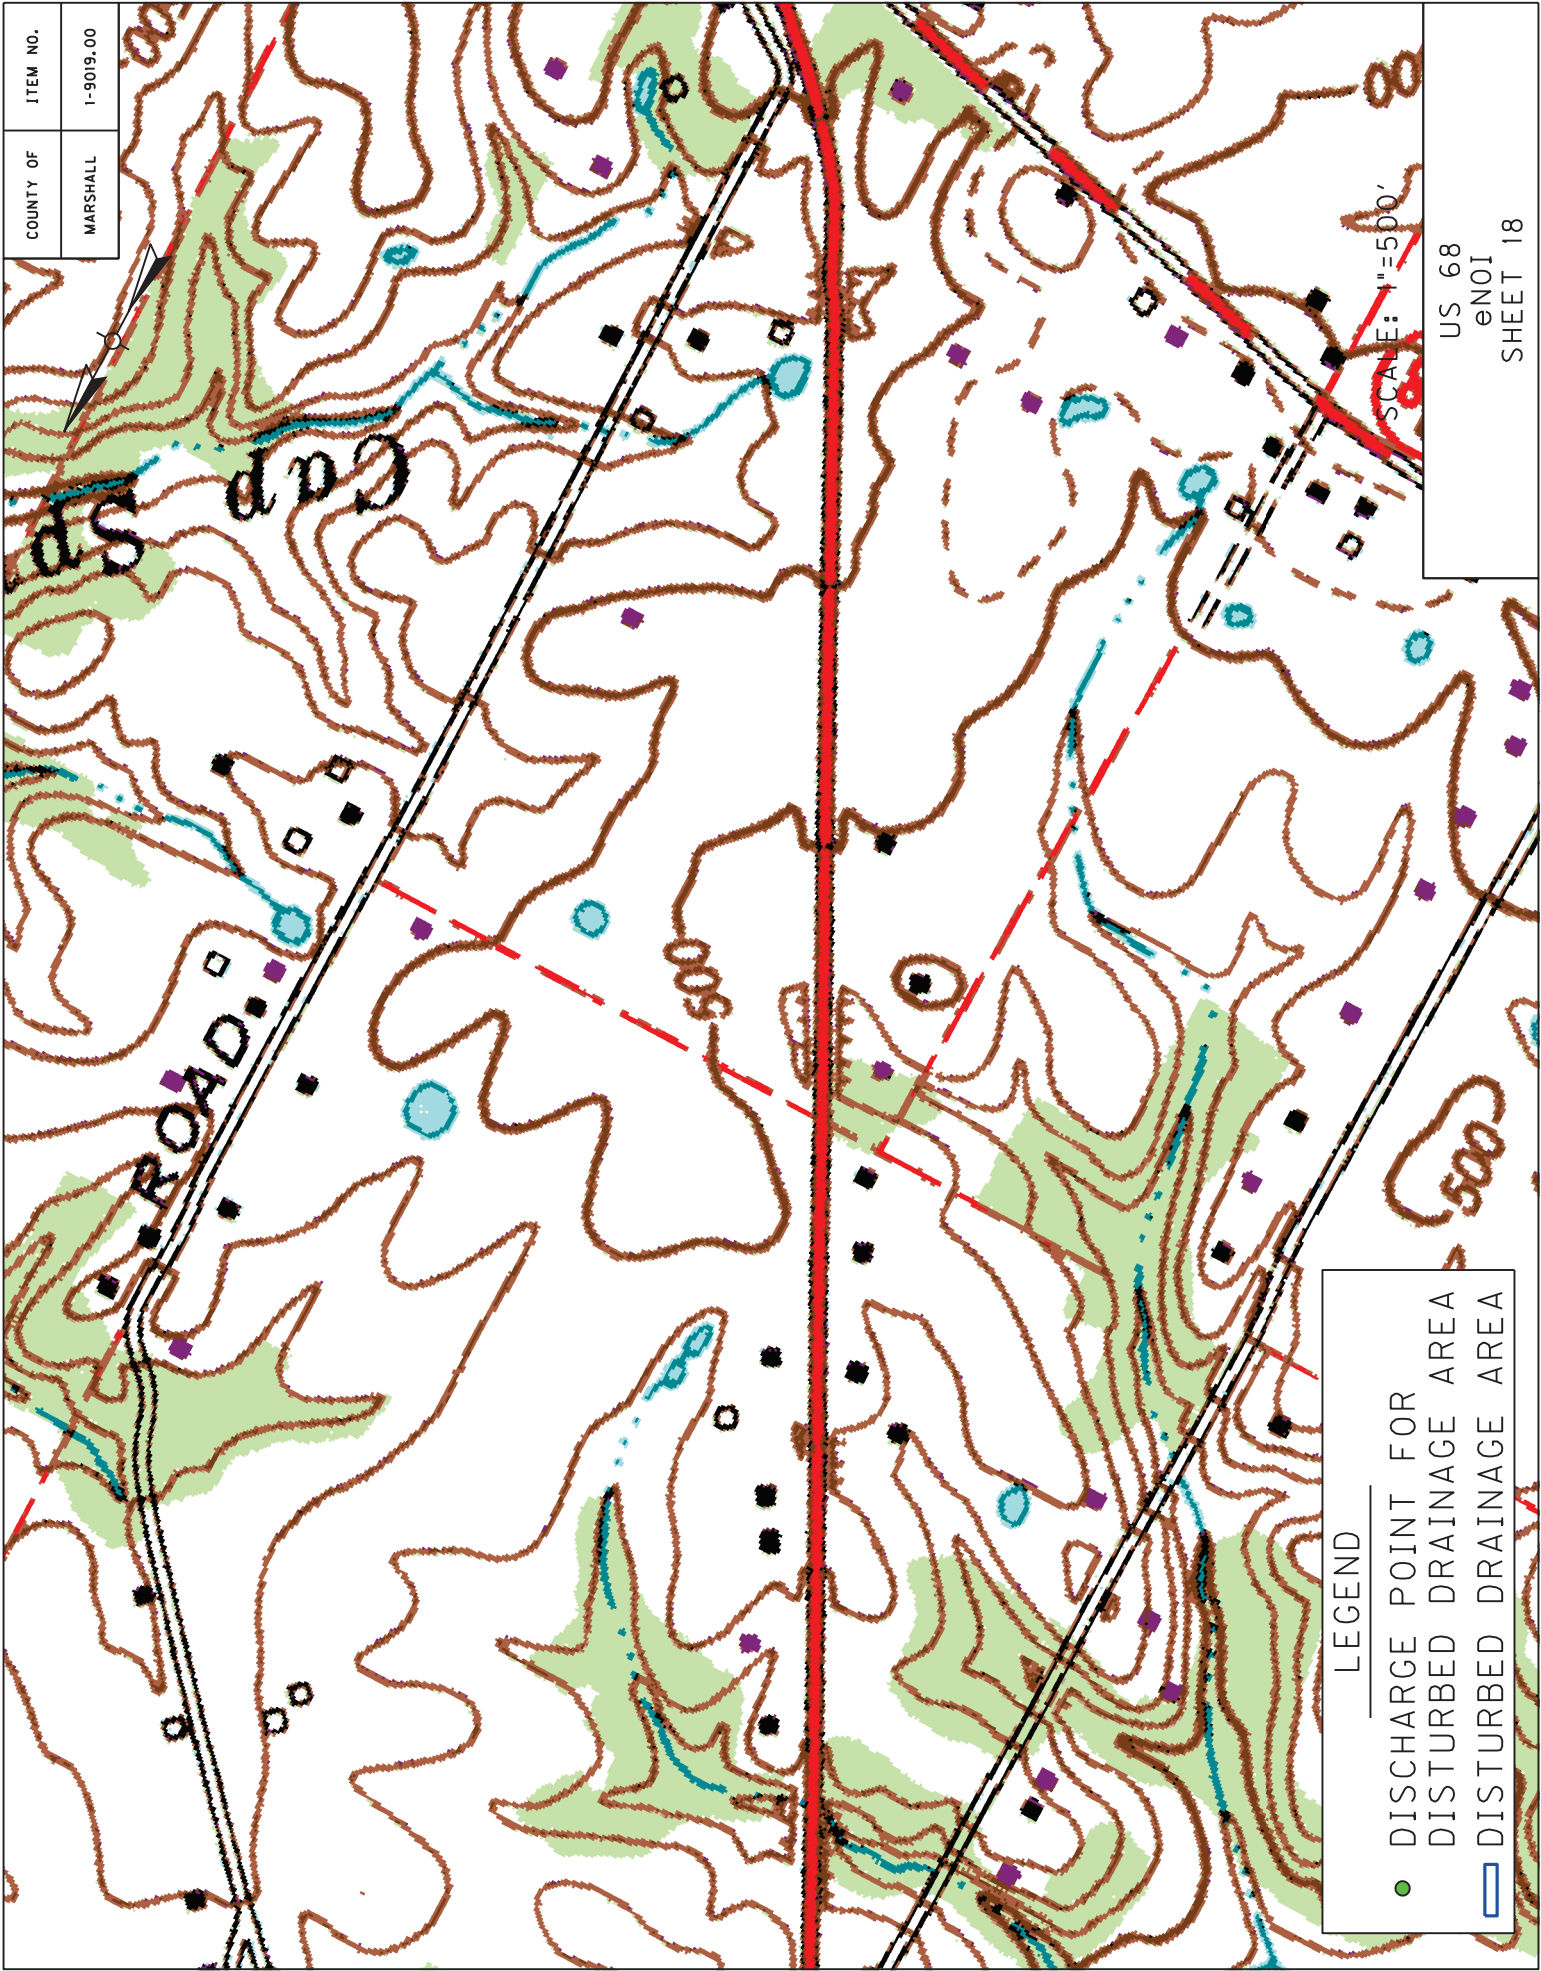 COUNTY OF
ITEM NO.
MARSHALL
1-9019.00
Cap
Sp
ROAD
500
500
SCALE: 1"=500'
US 68
eNOI
SHEET 18
LEGEND
DISCHARGE POINT FOR
DISTURBED DRAINAGE AREA
DISTURBED DRAINAGE AREA